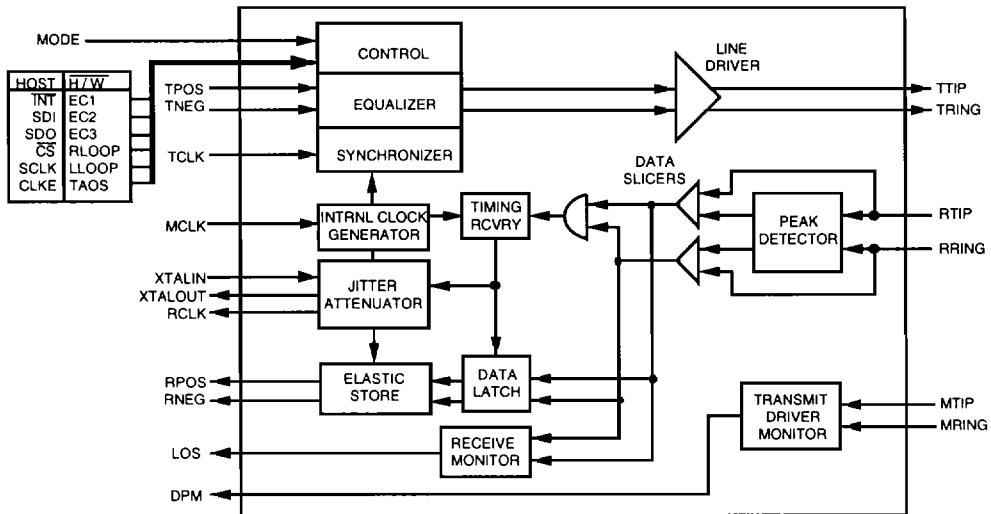 MODE
HOST H/W
INT EC1
SDI EC2
SDO EC3
CS RLOOP
SCLK LLOOP
CLKE TAOS
TPOS
TNEG
TCLK
CONTROL
EQUALIZER
SYNCHRONIZER
LINE
DRIVER
TTIP
TRING
MCLK
INTRNL CLOCK
GENERATOR
TIMING
RCVRY
DATA
SLICERS
PEAK
DETECTOR
RTIP
RRING
XTALIN
XTALOUT
RCLK
JITTER
ATTENUATOR
RPOS
RNEG
ELASTIC
STORE
DATA
LATCH
TRANSMIT
DRIVER
MONITOR
MTIP
MRING
LOS
RECEIVE
MONITOR
DPM